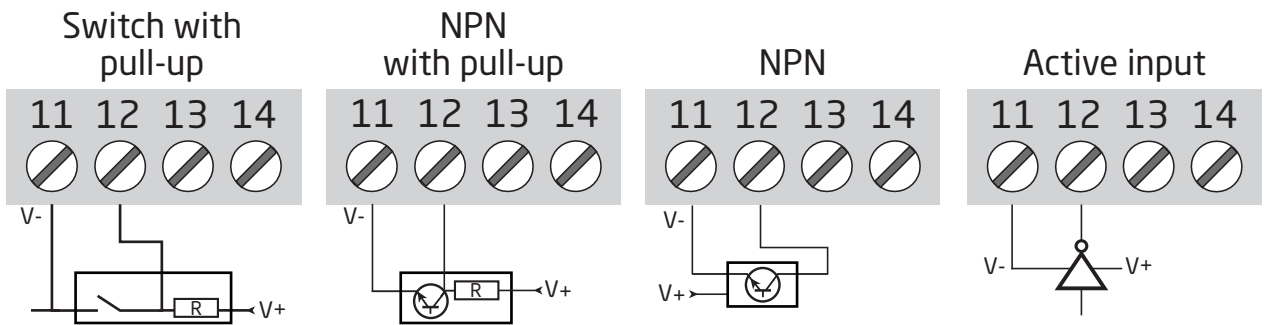 Switch with
pull-up
11 12 13 14
V-
R
V+
NPN
with pull-up
11 12 13 14
V-
R
V+
NPN
11 12 13 14
V-
V+
Active input
11 12 13 14
V-
V+